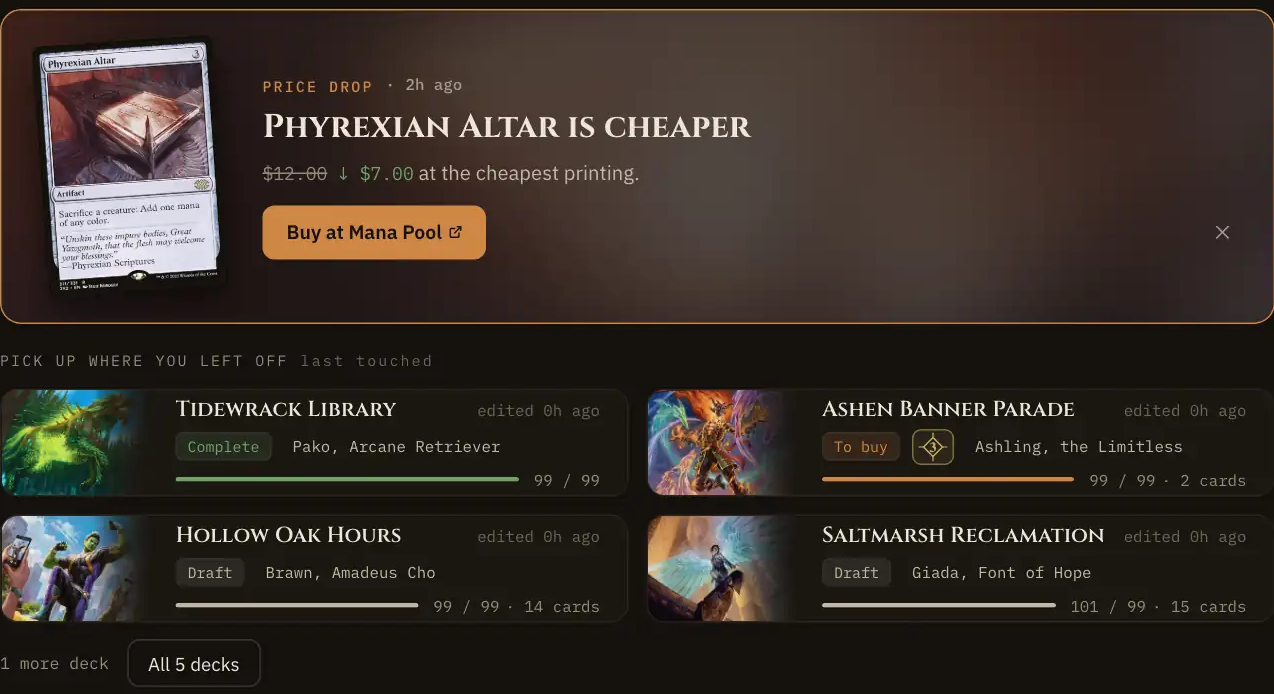 Phyrexian Altar 3
Artifact
Sacrifice a creature: Add one mana
of any color.
"Unskin these impure bodies, Great
Yawgmoth, that the flesh may welcome
your blessings."
—Phyrexian Scriptures
PRICE DROP · 2h ago
Phyrexian Altar is cheaper
$12.00 ↓ $7.00 at the cheapest printing.
Buy at Mana Pool
PICK UP WHERE YOU LEFT OFF last touched
Tidewrack Library edited 0h ago
Complete Pako, Arcane Retriever
99 / 99
Ashen Banner Parade edited 0h ago
To buy 3 Ashling, the Limitless
99 / 99 · 2 cards
Hollow Oak Hours edited 0h ago
Draft Brawn, Amadeus Cho
99 / 99 · 14 cards
Saltmarsh Reclamation edited 0h ago
Draft Giada, Font of Hope
101 / 99 · 15 cards
1 more deck All 5 decks